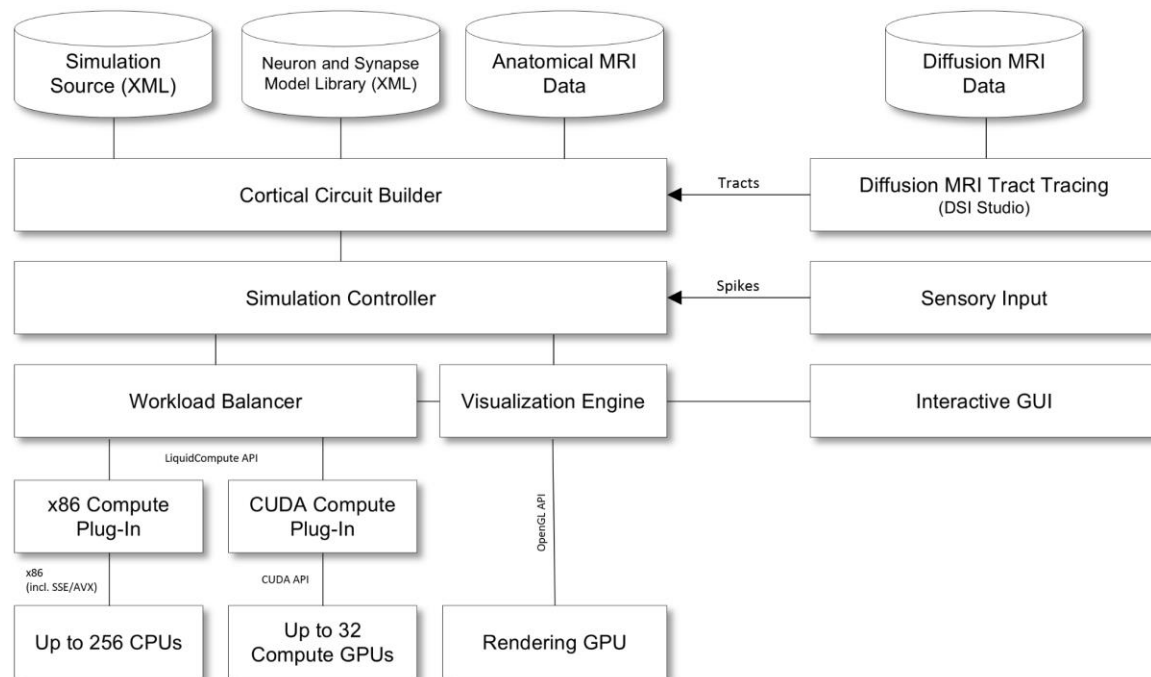 Simulation
Source (XML)
Neuron and Synapse
Model Library (XML)
Anatomical MRI
Data
Diffusion MRI
Data
Cortical Circuit Builder
Tracts
Diffusion MRI Tract Tracing
(DSI Studio)
Simulation Controller
Spikes
Sensory Input
Workload Balancer
Visualization Engine
Interactive GUI
LiquidCompute API
x86 Compute
Plug-In
CUDA Compute
Plug-In
OpenGL API
x86
(incl. SSE/AVX)
CUDA API
Up to 256 CPUs
Up to 32
Compute GPUs
Rendering GPU